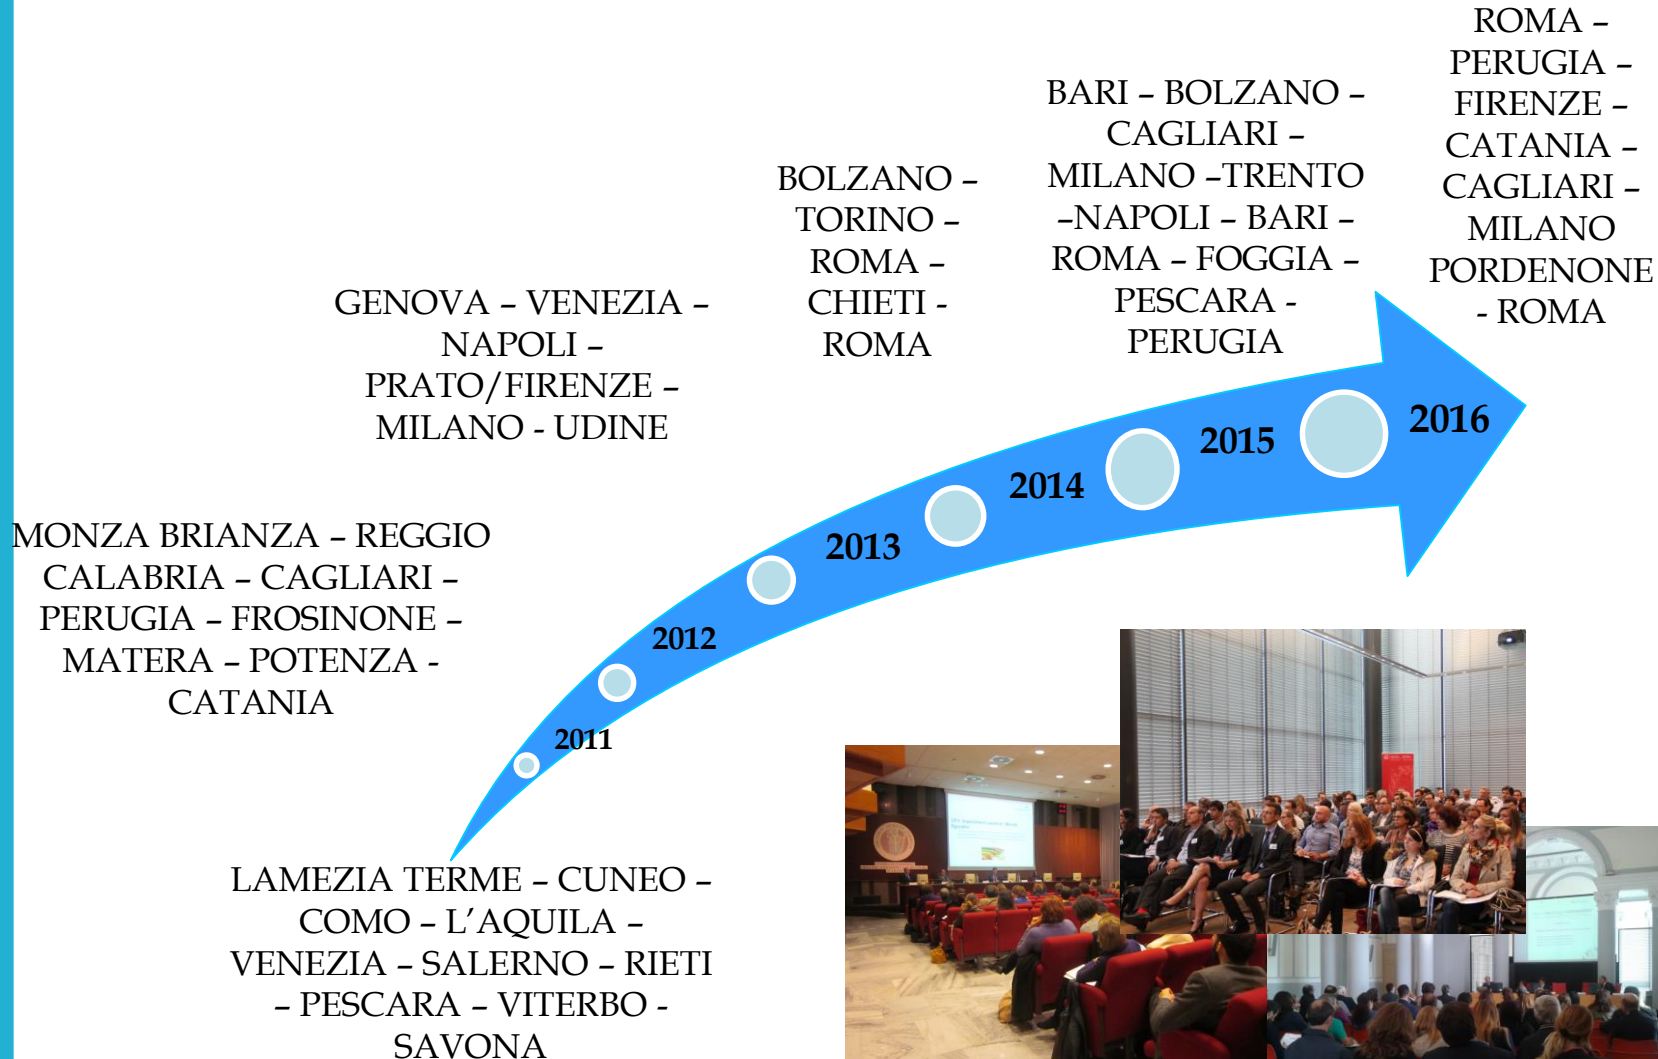 ROMA –
PERUGIA –
FIRENZE –
CATANIA –
CAGLIARI –
MILANO
PORDENONE
- ROMA
BARI – BOLZANO –
CAGLIARI –
MILANO –TRENTO
–NAPOLI – BARI –
ROMA – FOGGIA –
PESCARA -
PERUGIA
BOLZANO –
TORINO –
ROMA –
CHIETI -
ROMA
GENOVA – VENEZIA –
NAPOLI –
PRATO/FIRENZE –
MILANO - UDINE
MONZA BRIANZA – REGGIO
CALABRIA – CAGLIARI –
PERUGIA – FROSINONE –
MATERA – POTENZA -
CATANIA
2016
2015
2014
2013
2012
2011
LAMEZIA TERME – CUNEO –
COMO – L’AQUILA –
VENEZIA – SALERNO – RIETI
– PESCARA – VITERBO -
SAVONA